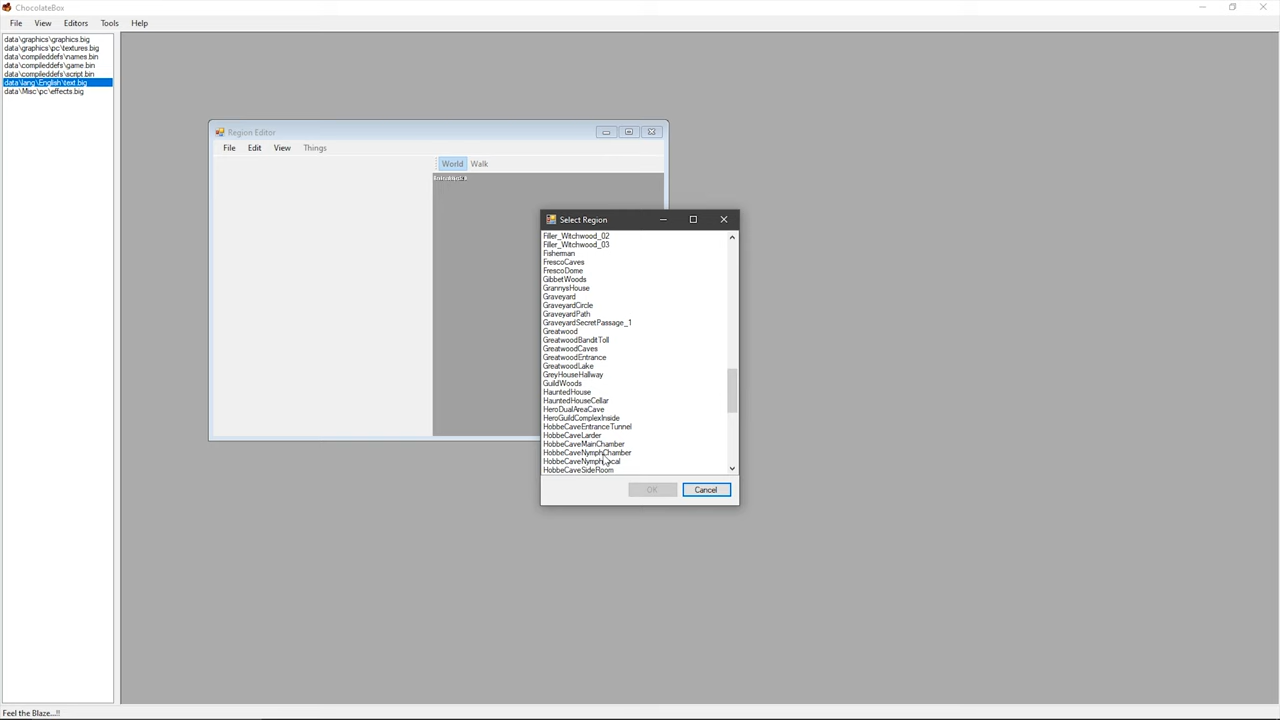 ChocolateBox
File View Editors Tools Help
data\graphics\graphics.big
data\graphics\pc\textures.big
data\compileddefs\names.bin
data\compileddefs\game.bin
data\compileddefs\script.bin
data\lang\English\text.big
data\Misc\pc\effects.big
Region Editor
File Edit View Things
World Walk
Select Region
Filler_Witchwood_02
Filler_Witchwood_03
Fisherman
FrescoCaves
FrescoDome
GibbetWoods
GrannysHouse
Graveyard
GraveyardCircle
GraveyardPath
GraveyardSecretPassage_1
Greatwood
GreatwoodBanditToll
GreatwoodCaves
GreatwoodEntrance
GreatwoodLake
GreyHouseHallway
GuildWoods
HauntedHouse
HauntedHouseCellar
HeroDualAreaCave
HeroGuildComplexInside
HobbeCaveEntranceTunnel
HobbeCaveLarder
HobbeCaveMainChamber
HobbeCaveNymphChamber
HobbeCaveSideRoom
OK Cancel
Feel the Blaze...!!